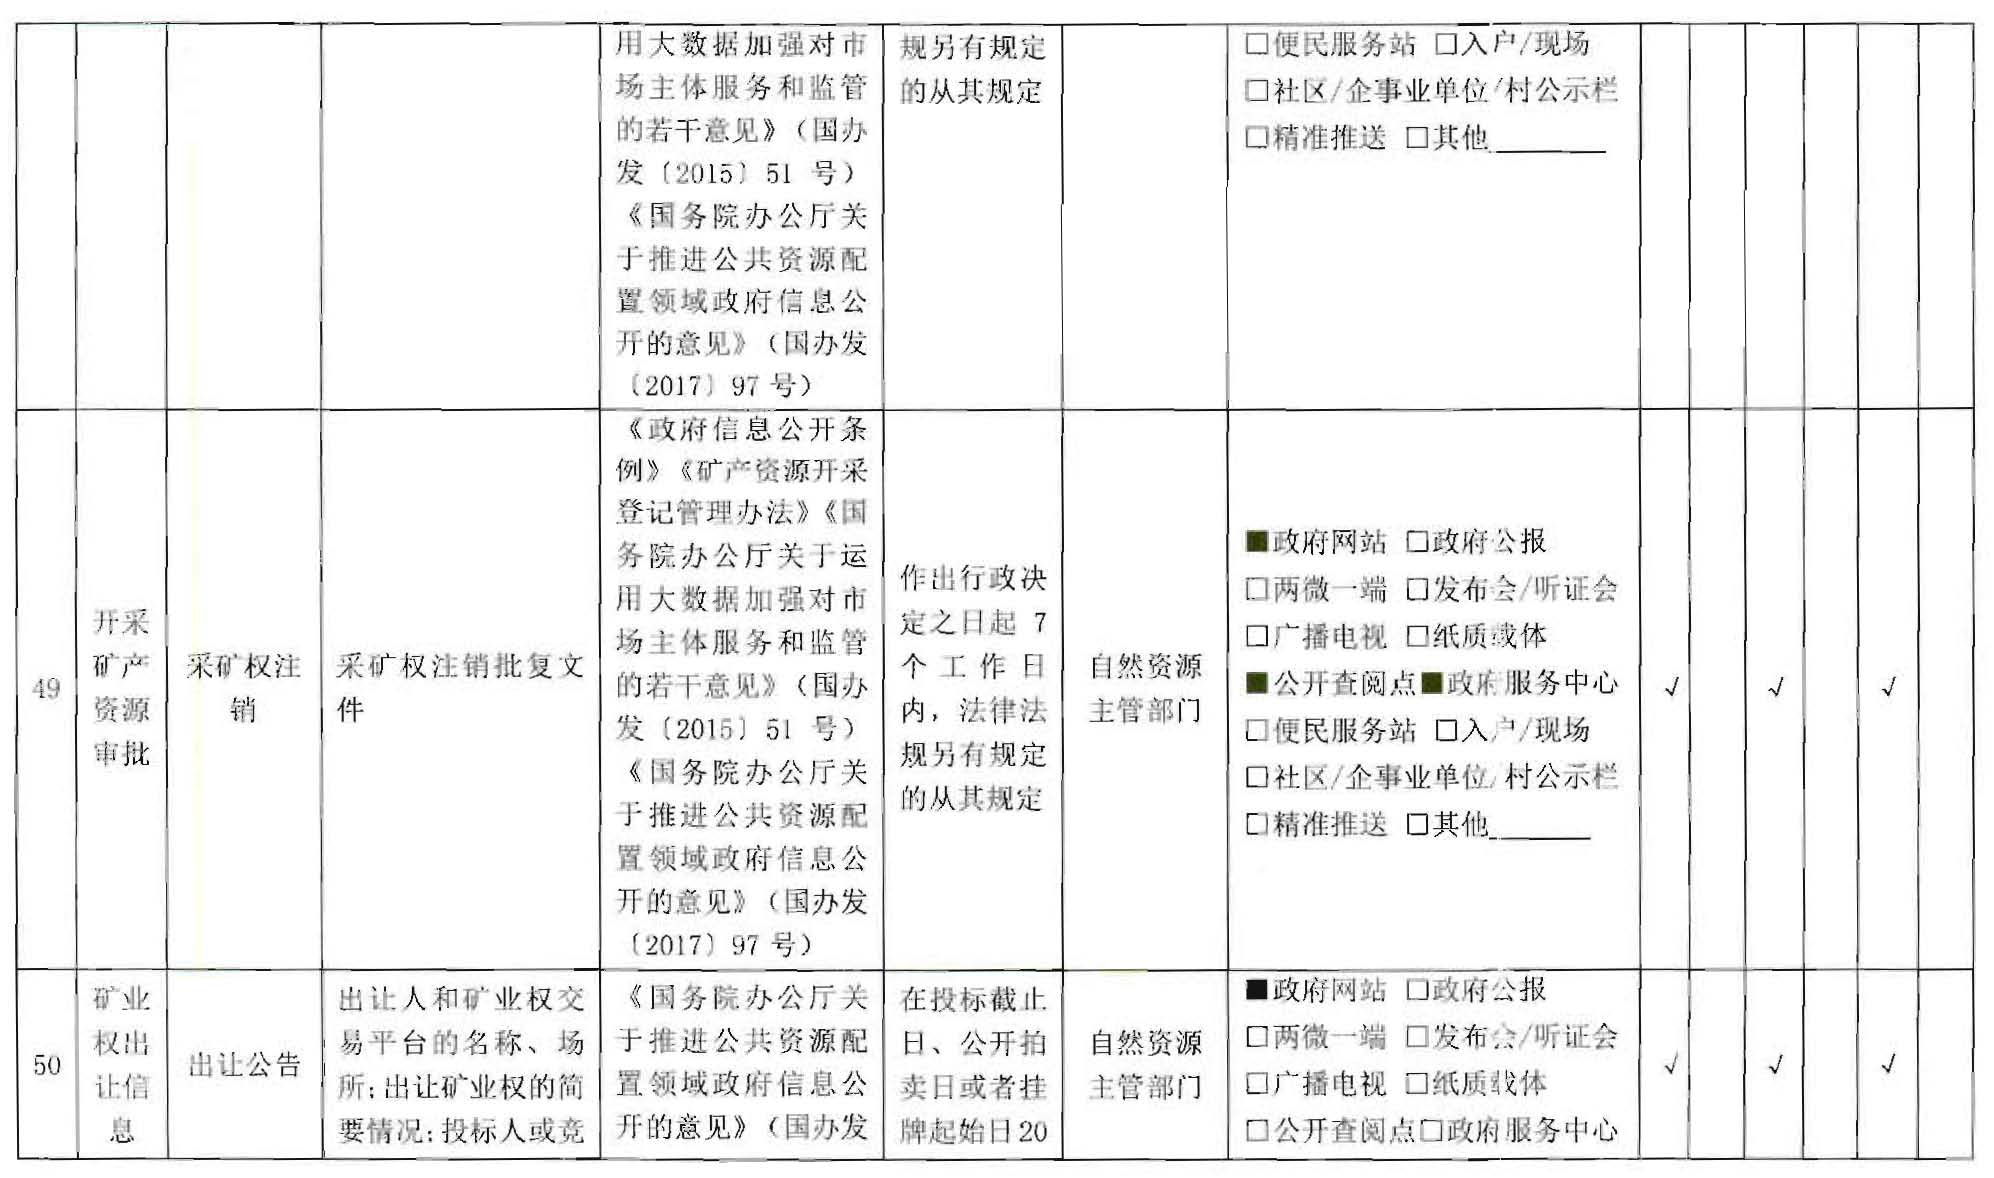 用大数据加强对市
场主体服务和监管
的若干意见》（国办
发〔2015〕51 号）
《国务院办公厅关
于推进公共资源配
置领域政府信息公
开的意见》（国办发
〔2017〕97 号）
规另有规定
的从其规定
□便民服务站 □入户/现场
□社区/企事业单位/村公示栏
□精准推送 □其他_______
49
开采
矿产
资源
审批
采矿权注
销
采矿权注销批复文
件
《政府信息公开条
例》《矿产资源开采
登记管理办法》《国
务院办公厅关于运
用大数据加强对市
场主体服务和监管
的若干意见》（国办
发〔2015〕51 号）
《国务院办公厅关
于推进公共资源配
置领域政府信息公
开的意见》（国办发
〔2017〕97 号）
作出行政决
定之日起 7
个工作日
内，法律法
规另有规定
的从其规定
自然资源
主管部门
■政府网站 □政府公报
□两微一端 □发布会/听证会
□广播电视 □纸质载体
■公开查阅点■政府服务中心
□便民服务站 □入户/现场
□社区/企事业单位/村公示栏
□精准推送 □其他_______
√ √ √
50
矿业
权出
让信
息
出让公告
出让人和矿业权交
易平台的名称、场
所；出让矿业权的简
要情况；投标人或竞
《国务院办公厅关
于推进公共资源配
置领域政府信息公
开的意见》（国办发
在投标截止
日、公开拍
卖日或者挂
牌起始日 20
自然资源
主管部门
■政府网站 □政府公报
□两微一端 □发布会/听证会
□广播电视 □纸质载体
□公开查阅点□政府服务中心
√ √ √